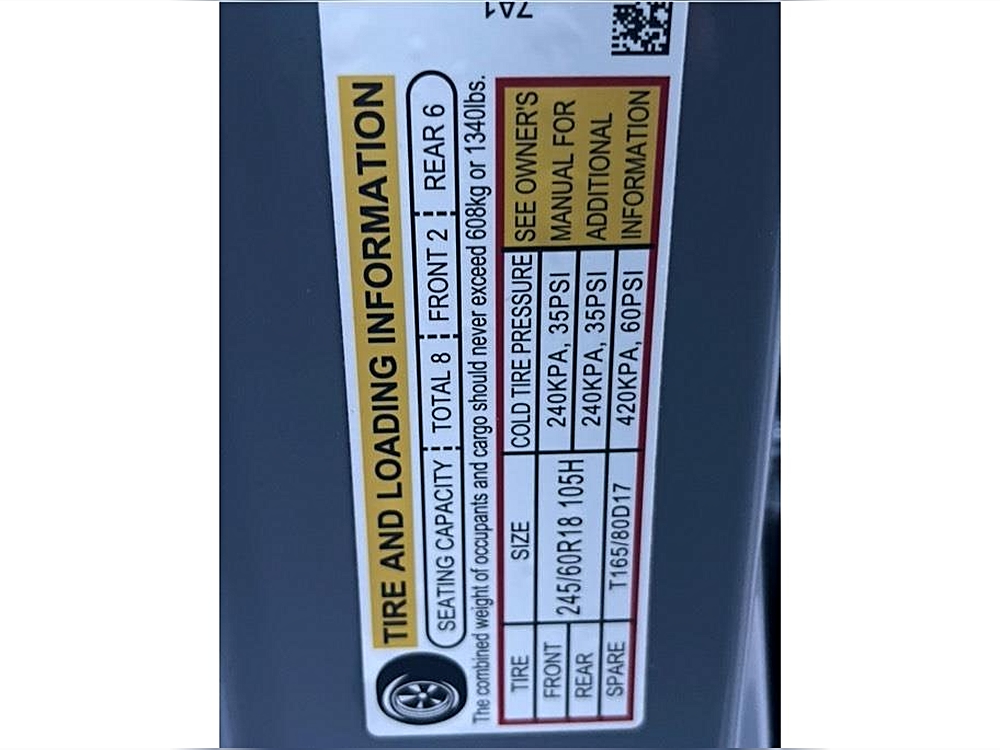 7A1
TIRE AND LOADING INFORMATION
SEATING CAPACITY TOTAL 8 FRONT 2 REAR 6
The combined weight of occupants and cargo should never exceed 608kg or 1340lbs.
TIRE SIZE COLD TIRE PRESSURE SEE OWNER'S
FRONT 245/60R18 105H 240KPA, 35PSI MANUAL FOR
REAR 240KPA, 35PSI ADDITIONAL
SPARE T165/80D17 420KPA, 60PSI INFORMATION